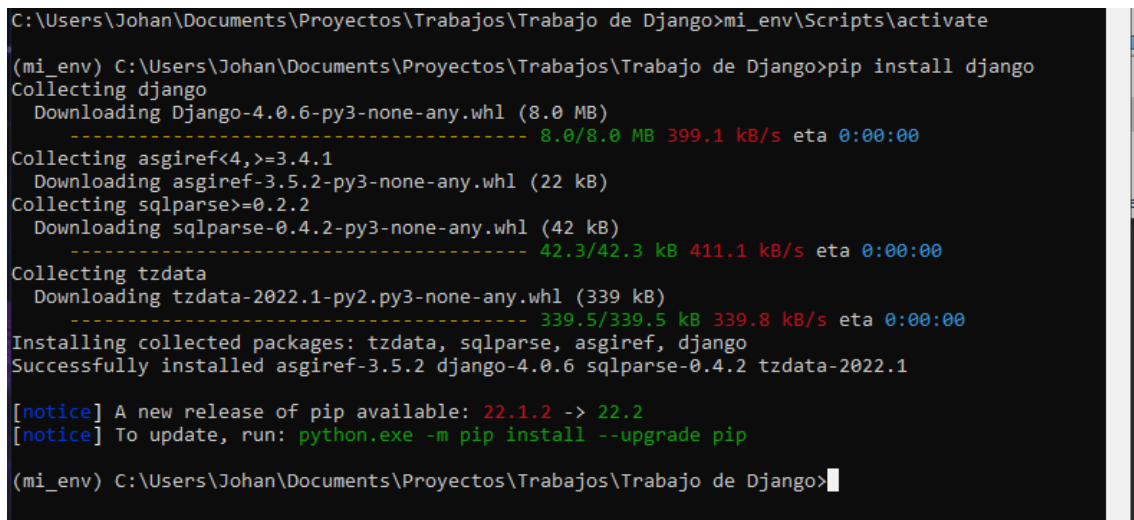 C:\Users\Johan\Documents\Proyectos\Trabajos\Trabajo de Django>mi_env\Scripts\activate
(mi_env) C:\Users\Johan\Documents\Proyectos\Trabajos\Trabajo de Django>pip install django
Collecting django
  Downloading Django-4.0.6-py3-none-any.whl (8.0 MB)
     ---------------------------------------- 8.0/8.0 MB 399.1 kB/s eta 0:00:00
Collecting asgiref<4,>=3.4.1
  Downloading asgiref-3.5.2-py3-none-any.whl (22 kB)
Collecting sqlparse>=0.2.2
  Downloading sqlparse-0.4.2-py3-none-any.whl (42 kB)
     ---------------------------------------- 42.3/42.3 kB 411.1 kB/s eta 0:00:00
Collecting tzdata
  Downloading tzdata-2022.1-py2.py3-none-any.whl (339 kB)
     ---------------------------------------- 339.5/339.5 kB 339.8 kB/s eta 0:00:00
Installing collected packages: tzdata, sqlparse, asgiref, django
Successfully installed asgiref-3.5.2 django-4.0.6 sqlparse-0.4.2 tzdata-2022.1
[notice] A new release of pip available: 22.1.2 -> 22.2
[notice] To update, run: python.exe -m pip install --upgrade pip
(mi_env) C:\Users\Johan\Documents\Proyectos\Trabajos\Trabajo de Django>